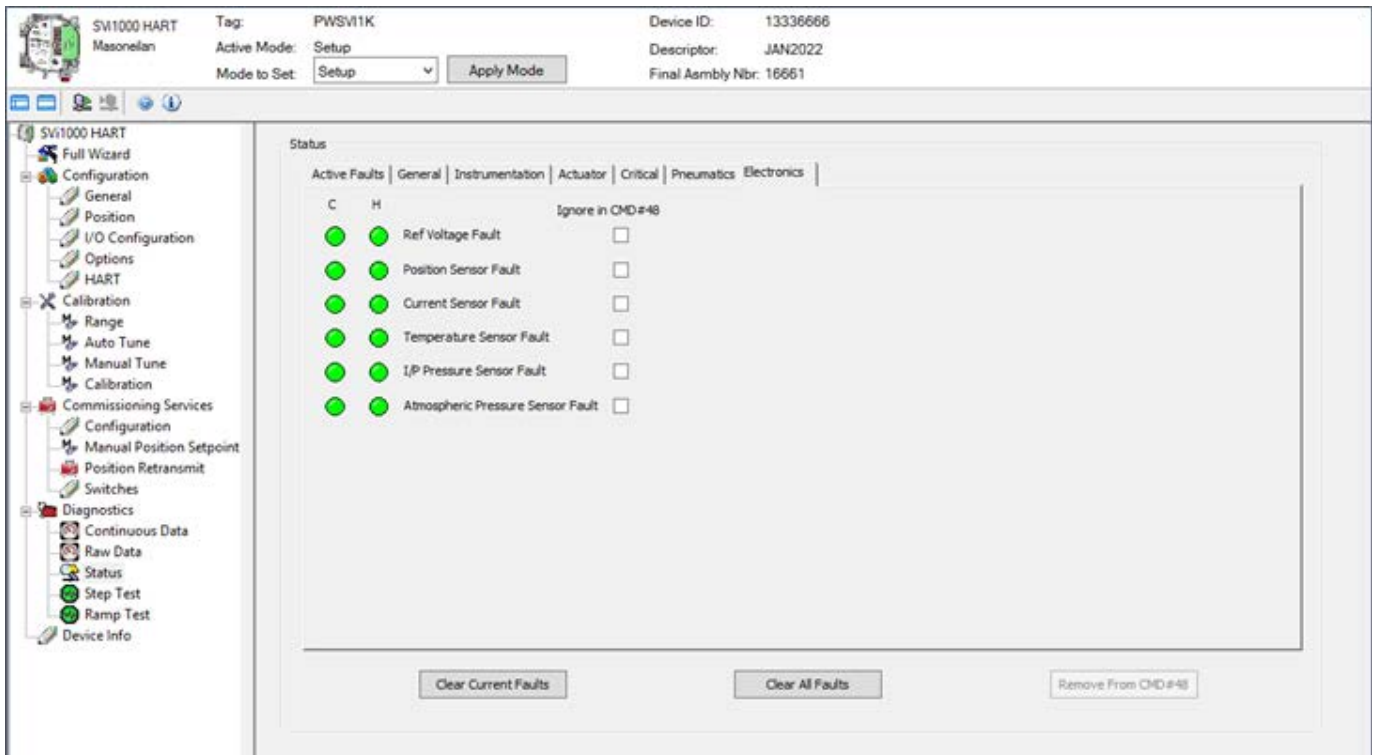 SVi1000 HART
Masoneilan
Tag: PWSVI1K
Active Mode: Setup
Mode to Set: Setup Apply Mode
Device ID: 13336666
Descriptor: JAN2022
Final Asmbly Nbr: 16661
SVi1000 HART
Full Wizard
Configuration
General
Position
I/O Configuration
Options
HART
Calibration
Range
Auto Tune
Manual Tune
Calibration
Commissioning Services
Configuration
Manual Position Setpoint
Position Retransmit
Switches
Diagnostics
Continuous Data
Raw Data
Status
Step Test
Ramp Test
Device Info
Status
Active Faults General Instrumentation Actuator Critical Pneumatics Electronics
C H Ignore in CMD#48
Ref Voltage Fault
Position Sensor Fault
Current Sensor Fault
Temperature Sensor Fault
I/P Pressure Sensor Fault
Atmospheric Pressure Sensor Fault
Clear Current Faults Clear All Faults Remove From CMD#48